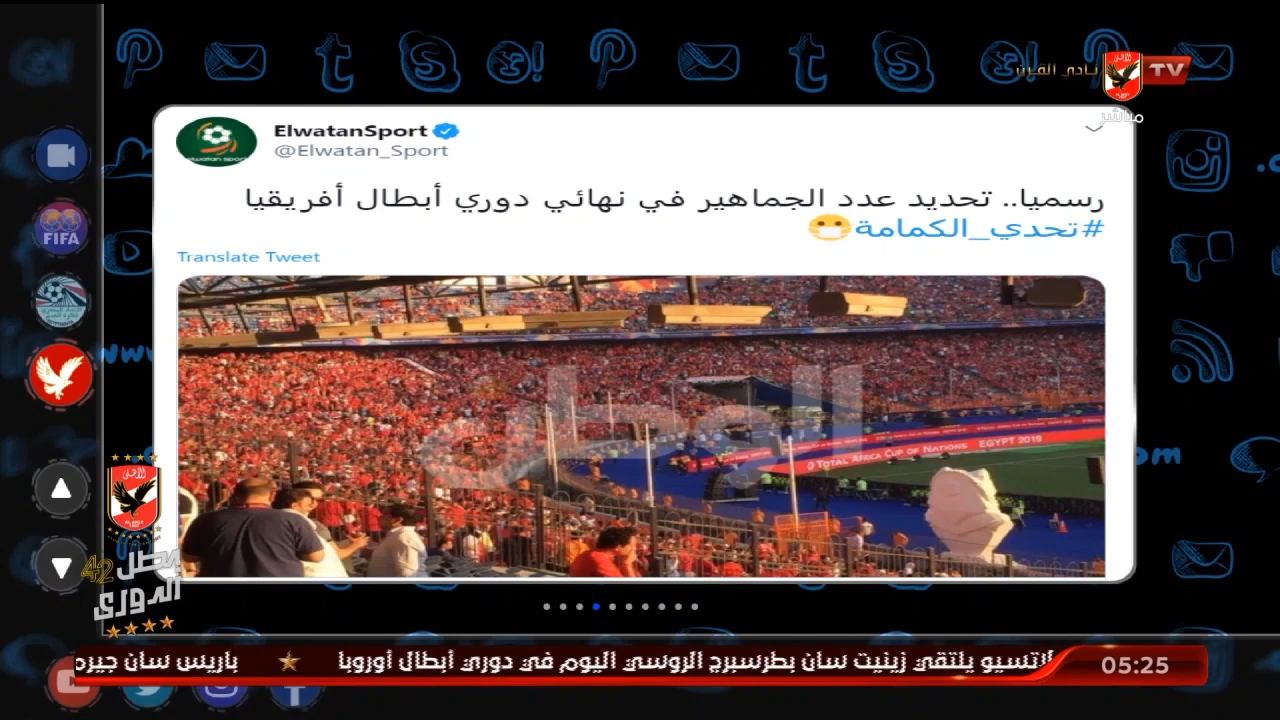 نادي القرن
TV
مباشر
ElwatanSport
@Elwatan_Sport
رسميا.. تحديد عدد الجماهير في نهائي دوري أبطال أفريقيا
#تحدي_الكمامة😷
Translate Tweet
الوطن
TOTAL AFRICA CUP OF NATIONS EGYPT 2019
FIFA
بطل
الدوري
42
لاتسيو يلتقي زينيت سان بطرسبرج الروسي اليوم في دوري أبطال أوروبا ★ باريس سان جيرم
05:25